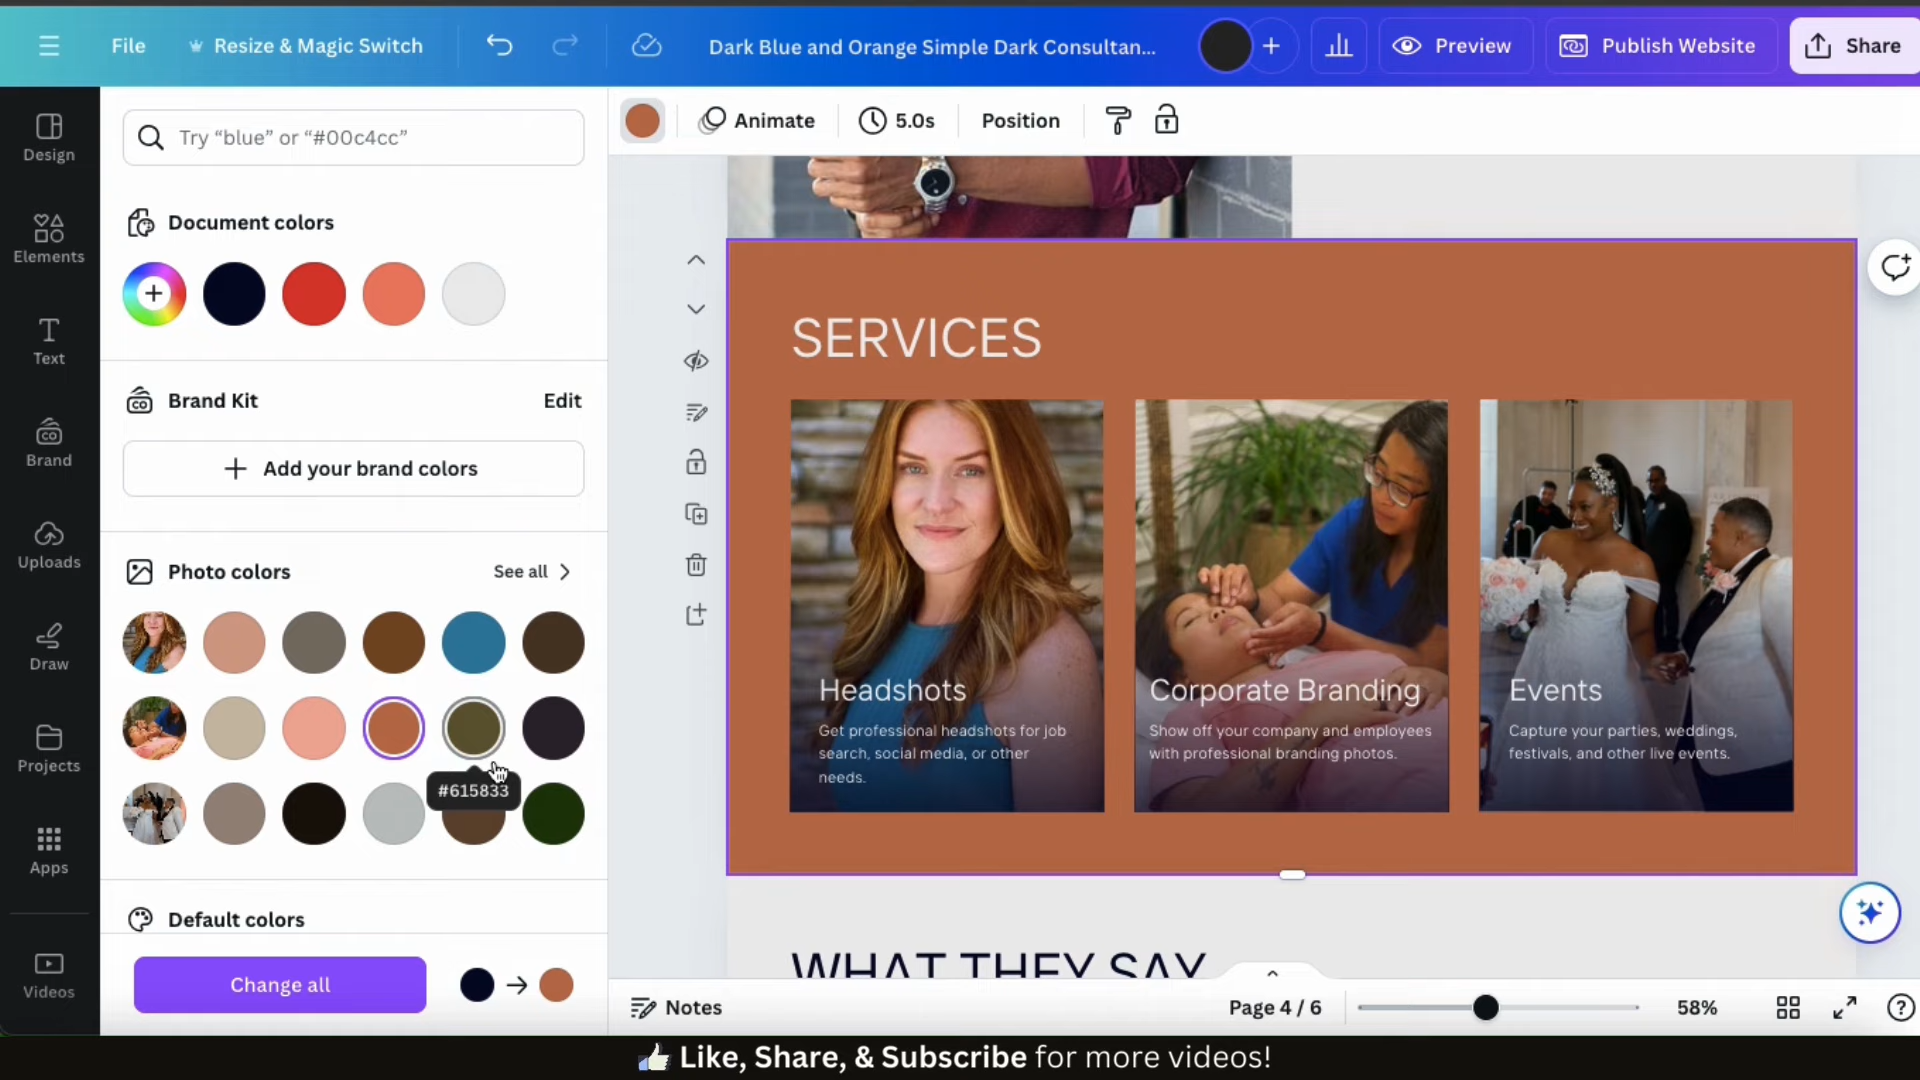 File
Resize & Magic Switch
Dark Blue and Orange Simple Dark Consultan...
Preview
Publish Website
Share
Design
Elements
Text
Brand
Uploads
Draw
Projects
Apps
Videos
Try “blue” or “#00c4cc”
Document colors
Brand Kit
Edit
Add your brand colors
Photo colors
See all
#615833
Default colors
Change all
Animate
5.0s
Position
SERVICES
Headshots
Get professional headshots for job
search, social media, or other
needs.
Corporate Branding
Show off your company and employees
with professional branding photos.
Events
Capture your parties, weddings,
festivals, and other live events.
WHAT THEY SAY
Notes
Page 4 / 6
58%
Like, Share, & Subscribe for more videos!